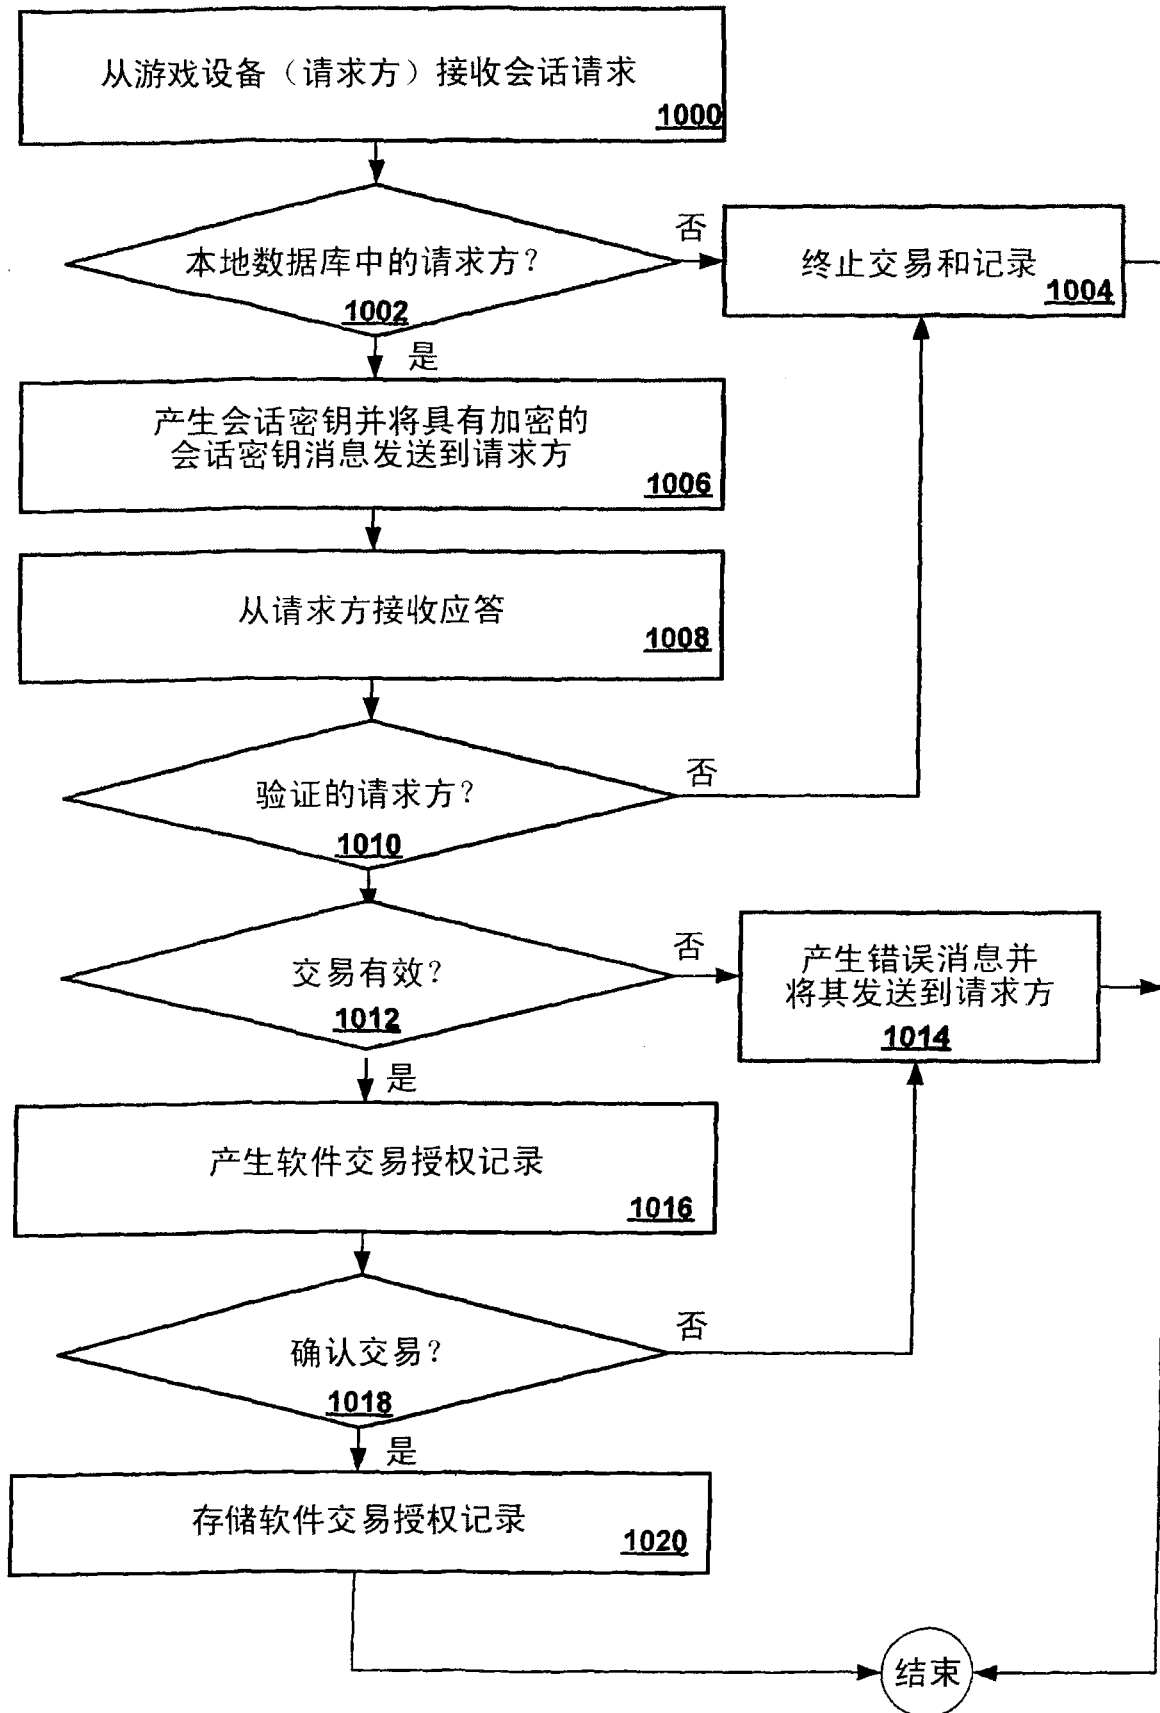 从游戏设备（请求方）接收会话请求
1000
本地数据库中的请求方？
1002
否
终止交易和记录
1004
是
产生会话密钥并将具有加密的
会话密钥消息发送到请求方
1006
从请求方接收应答
1008
验证的请求方？
1010
否
交易有效？
1012
否
产生错误消息并
将其发送到请求方
1014
是
产生软件交易授权记录
1016
确认交易？
1018
否
是
存储软件交易授权记录
1020
结束